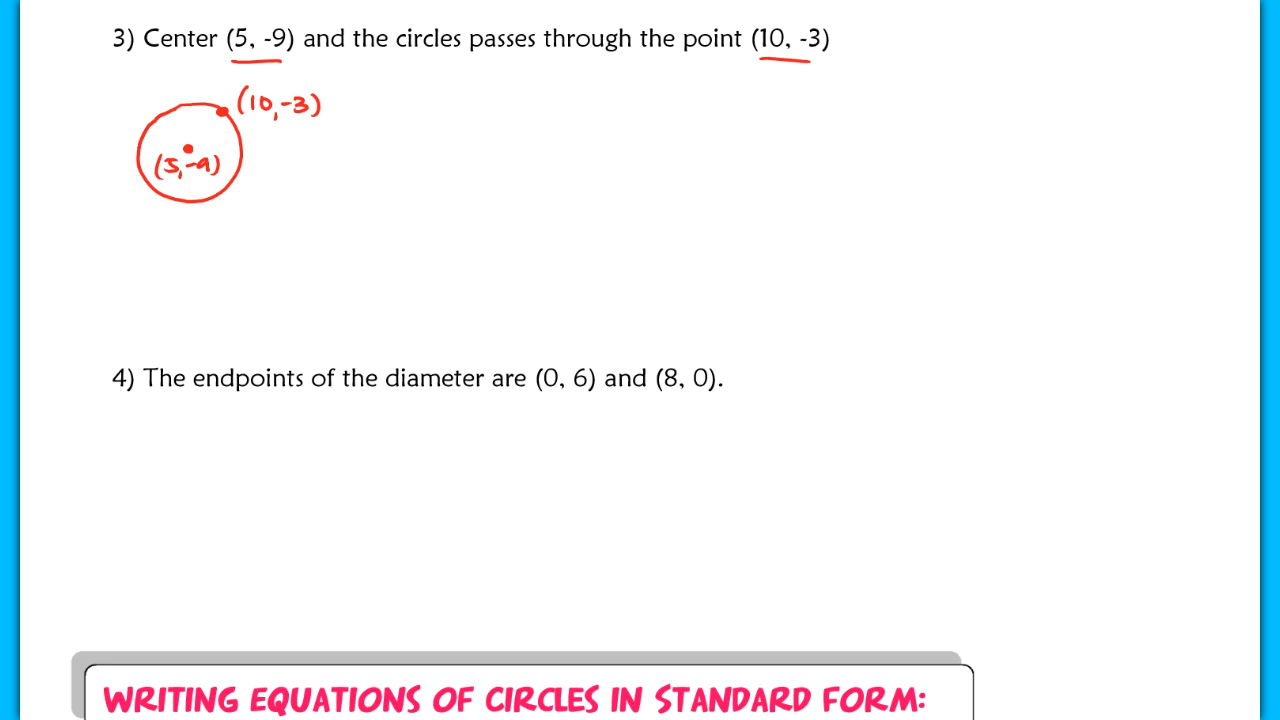 3) Center (5, -9) and the circles passes through the point (10, -3)
(10,-3)
(5,-9)
4) The endpoints of the diameter are (0, 6) and (8, 0).
WRITING EQUATIONS OF CIRCLES IN STANDARD FORM: